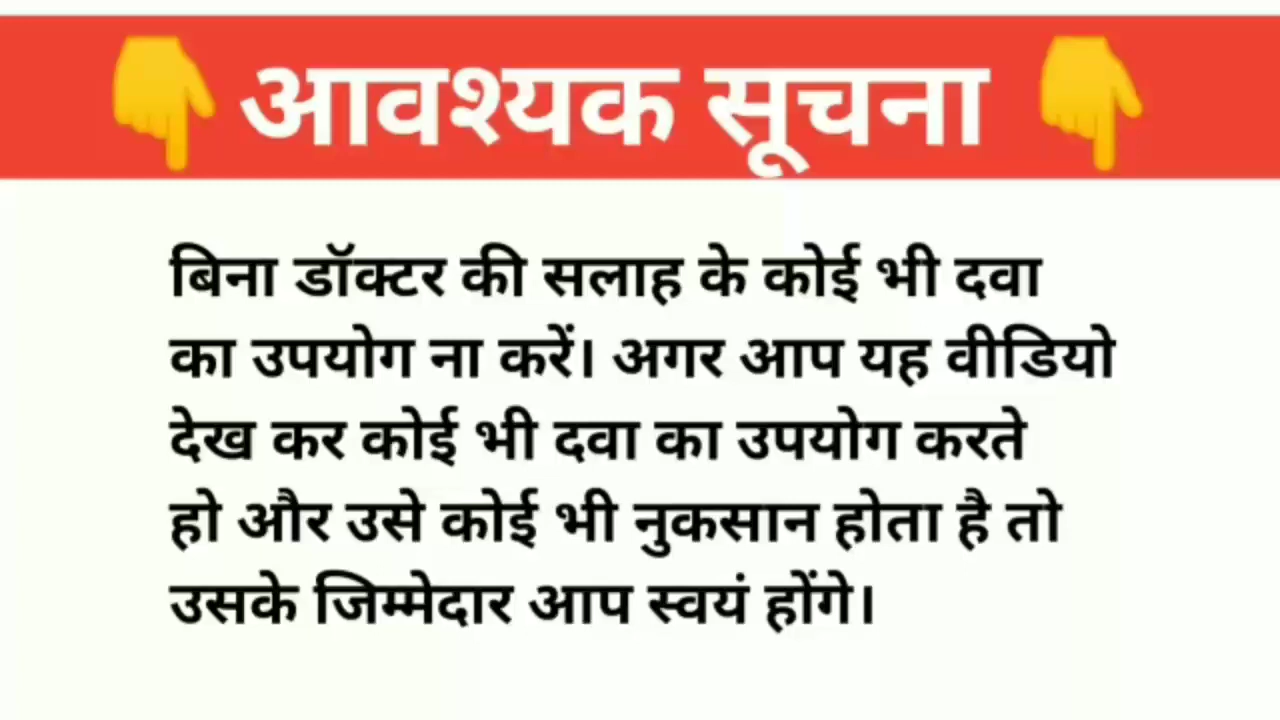 👇 आवश्यक सूचना 👇
बिना डॉक्टर की सलाह के कोई भी दवा
का उपयोग ना करें। अगर आप यह वीडियो
देख कर कोई भी दवा का उपयोग करते
हो और उसे कोई भी नुकसान होता है तो
उसके जिम्मेदार आप स्वयं होंगे।